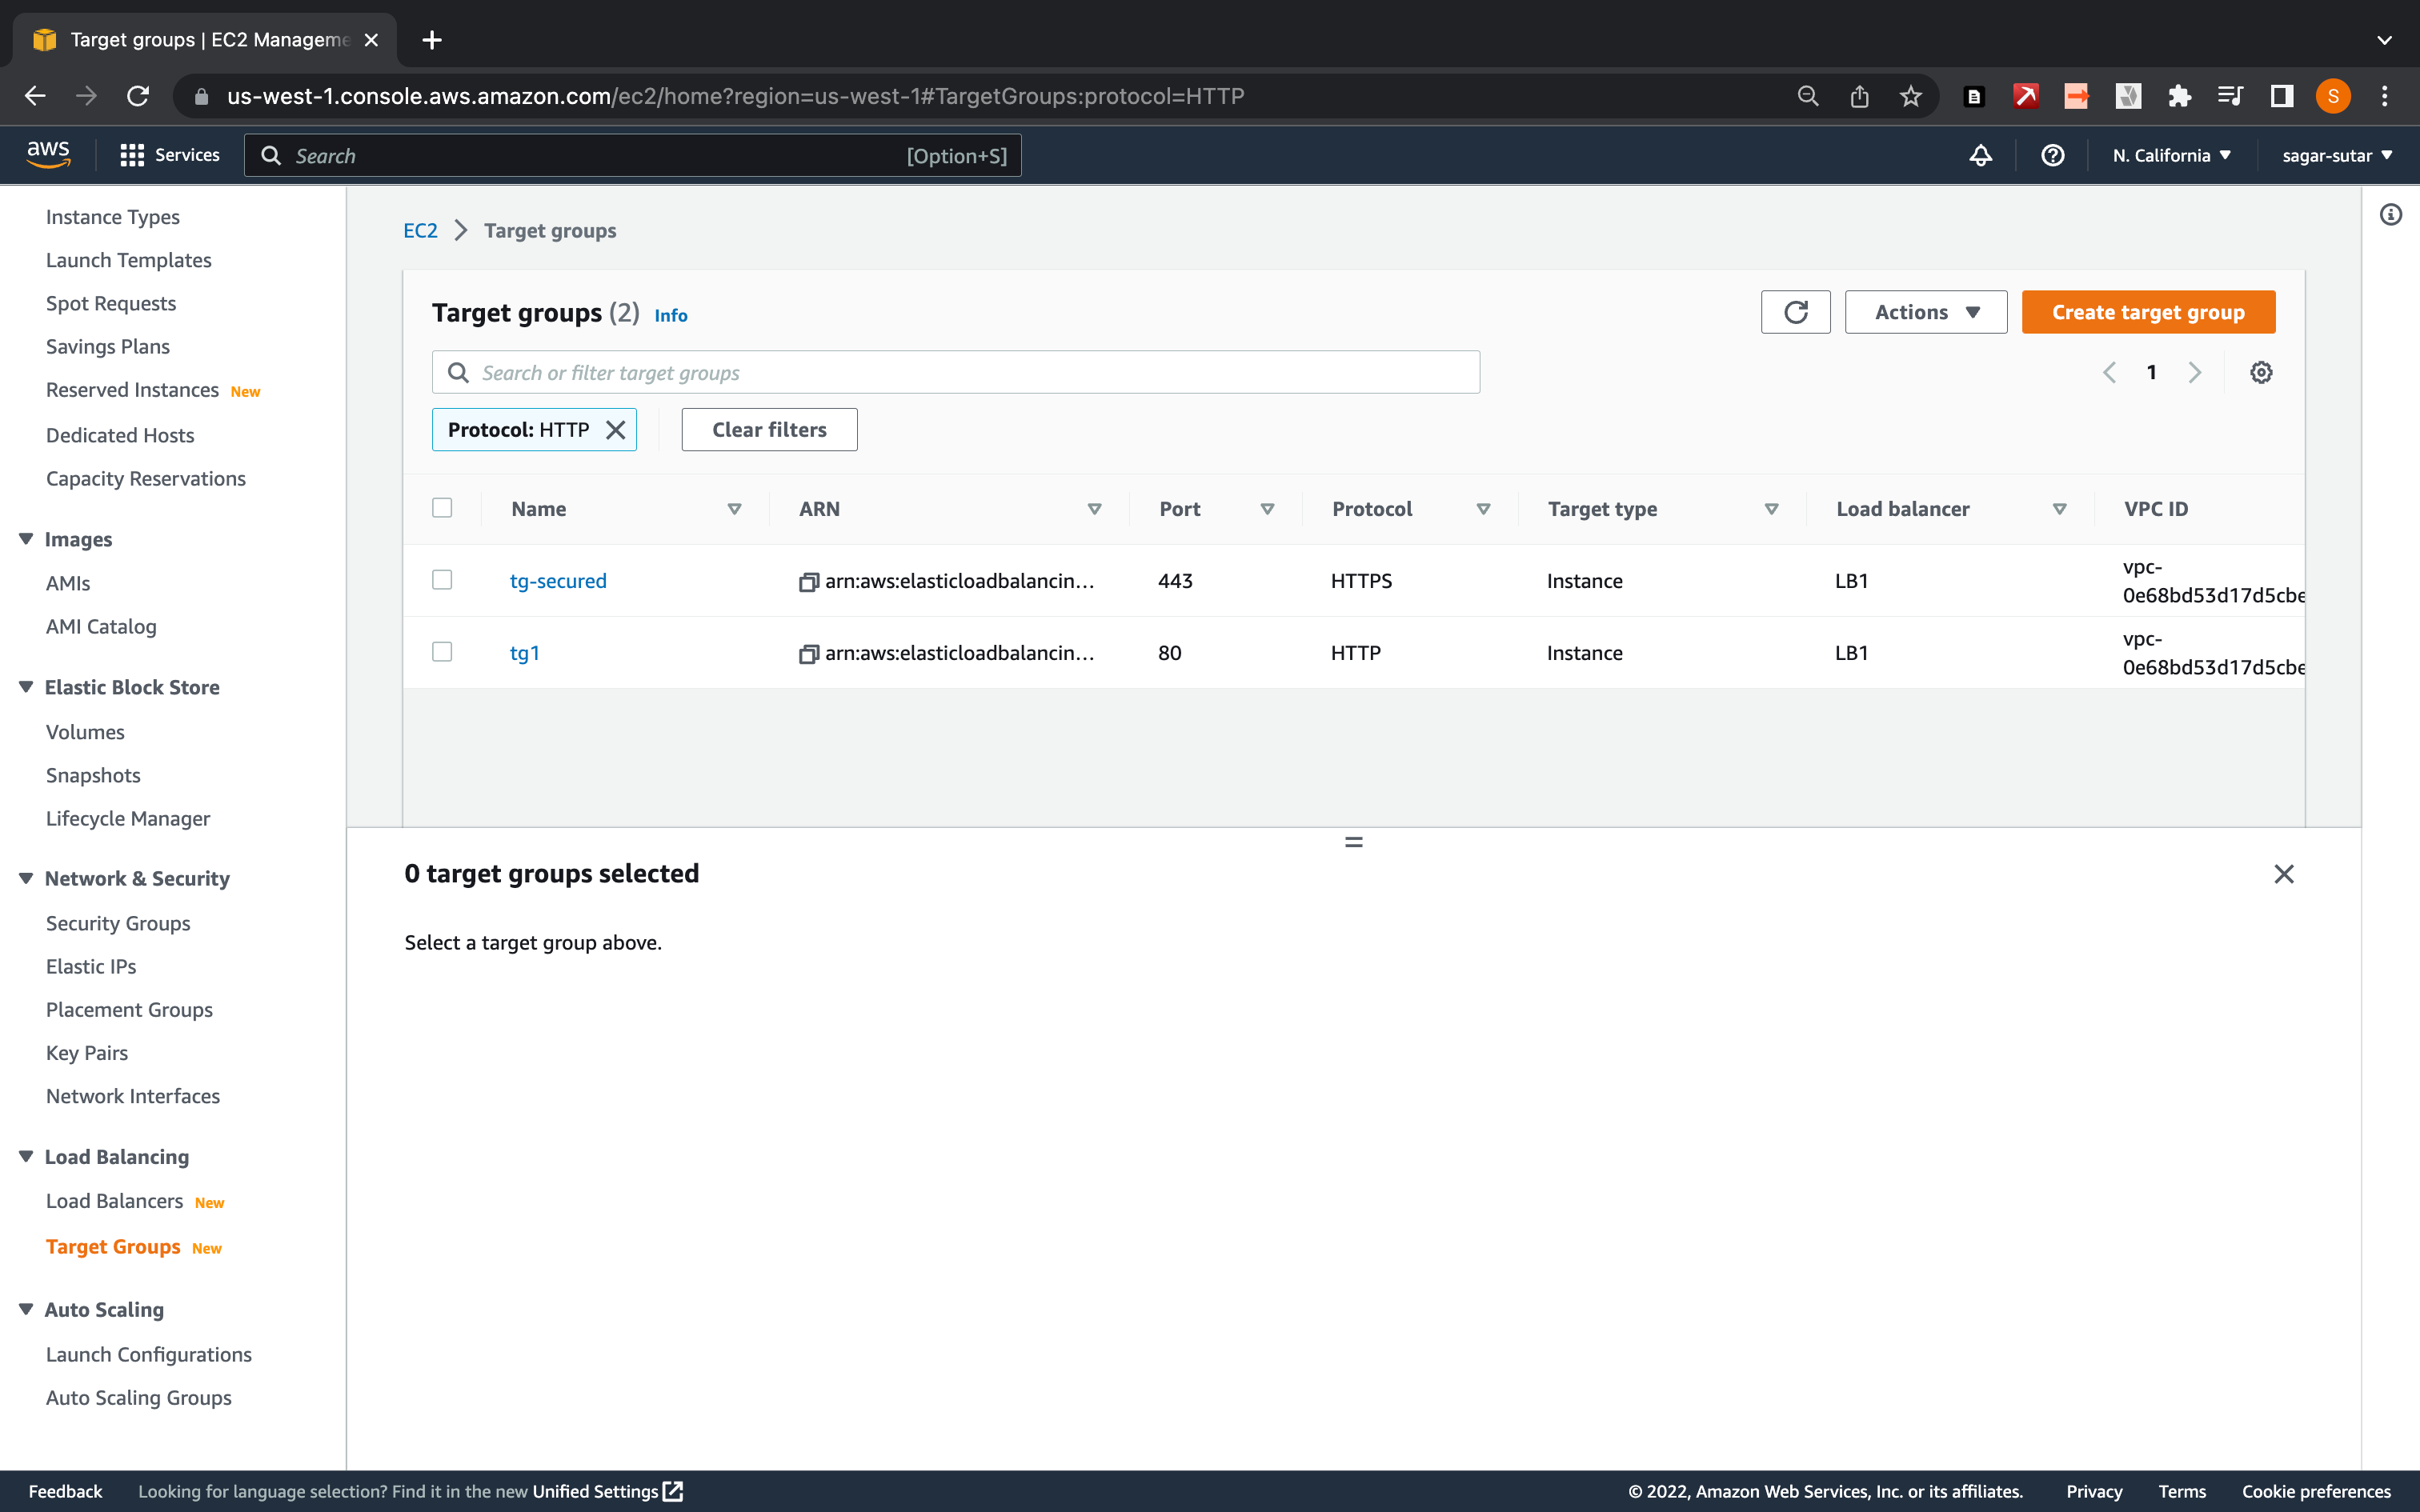 Target groups | EC2 Manageme
us-west-1.console.aws.amazon.com/ec2/home?region=us-west-1#TargetGroups:protocol=HTTP
S
aws
Services
Search
[Option+S]
N. California
sagar-sutar
Instance Types
Launch Templates
Spot Requests
Savings Plans
Reserved Instances New
Dedicated Hosts
Capacity Reservations
Images
AMIs
AMI Catalog
Elastic Block Store
Volumes
Snapshots
Lifecycle Manager
Network & Security
Security Groups
Elastic IPs
Placement Groups
Key Pairs
Network Interfaces
Load Balancing
Load Balancers New
Target Groups New
Auto Scaling
Launch Configurations
Auto Scaling Groups
EC2 > Target groups
Target groups (2) Info
Actions
Create target group
Search or filter target groups
1
Protocol: HTTP
Clear filters
Name ARN Port Protocol Target type Load balancer VPC ID
tg-secured arn:aws:elasticloadbalancin... 443 HTTPS Instance LB1 vpc-
0e68bd53d17d5cbe
tg1 arn:aws:elasticloadbalancin... 80 HTTP Instance LB1 vpc-
0e68bd53d17d5cbe
0 target groups selected
Select a target group above.
Feedback
Looking for language selection? Find it in the new Unified Settings
© 2022, Amazon Web Services, Inc. or its affiliates.
Privacy
Terms
Cookie preferences